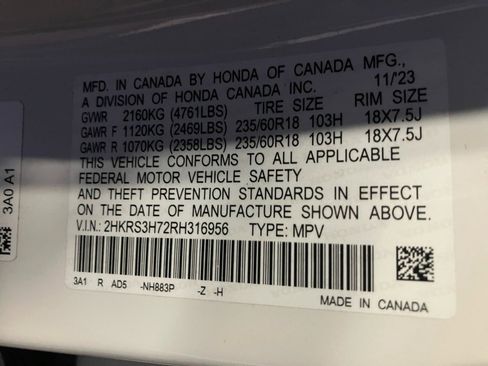 MFD. IN CANADA BY HONDA OF CANADA MFG.,
A DIVISION OF HONDA CANADA INC. 11/23
GVWR 2160KG (4761LBS) TIRE SIZE RIM SIZE
GAWR F 1120KG (2469LBS) 235/60R18 103H 18X7.5J
GAWR R 1070KG (2358LBS) 235/60R18 103H 18X7.5J
THIS VEHICLE CONFORMS TO ALL APPLICABLE
FEDERAL MOTOR VEHICLE SAFETY
AND THEFT PREVENTION STANDARDS IN EFFECT
ON THE DATE OF MANUFACTURE SHOWN ABOVE.
V.I.N.: 2HKRS3H72RH316956 TYPE: MPV
3A1 R AD5 -NH883P -Z -H
MADE IN CANADA
3A0 A1